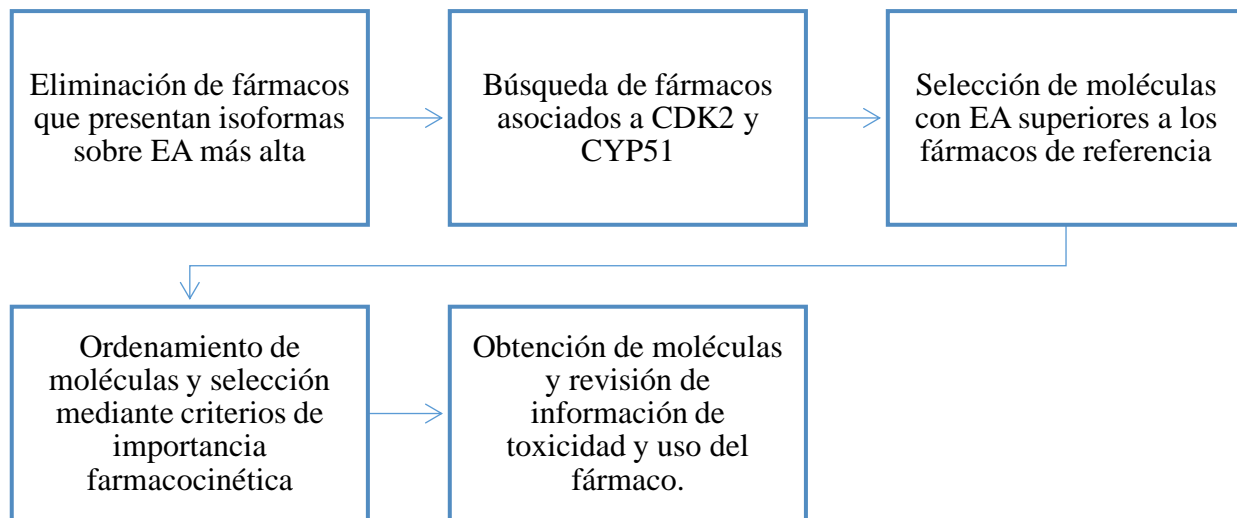 Eliminación de fármacos
que presentan isoformas
sobre EA más alta
Búsqueda de fármacos
asociados a CDK2 y
CYP51
Selección de moléculas
con EA superiores a los
fármacos de referencia
Ordenamiento de
moléculas y selección
mediante criterios de
importancia
farmacocinética
Obtención de moléculas
y revisión de
información de
toxicidad y uso del
fármaco.